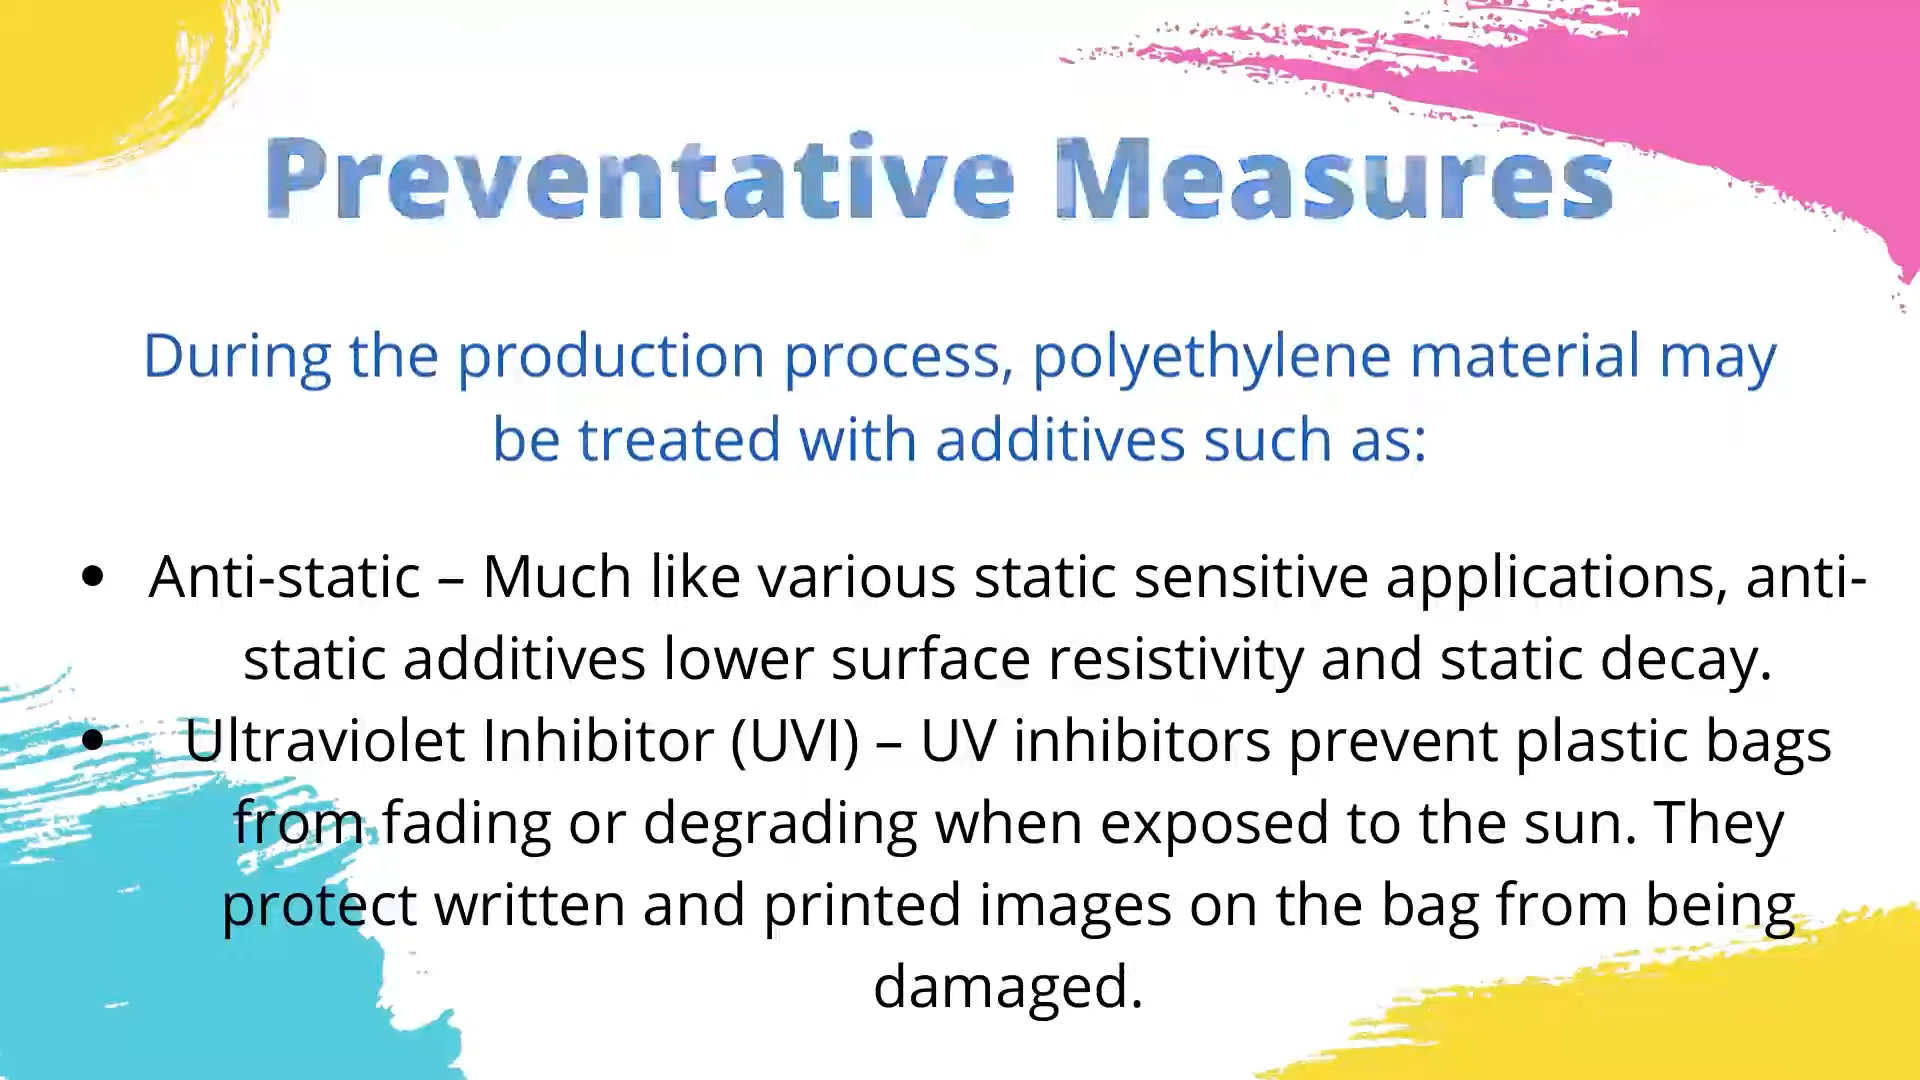 Preventative Measures
During the production process, polyethylene material may
be treated with additives such as:
• Anti-static – Much like various static sensitive applications, anti-
static additives lower surface resistivity and static decay.
• Ultraviolet Inhibitor (UVI) – UV inhibitors prevent plastic bags
from fading or degrading when exposed to the sun. They
protect written and printed images on the bag from being
damaged.